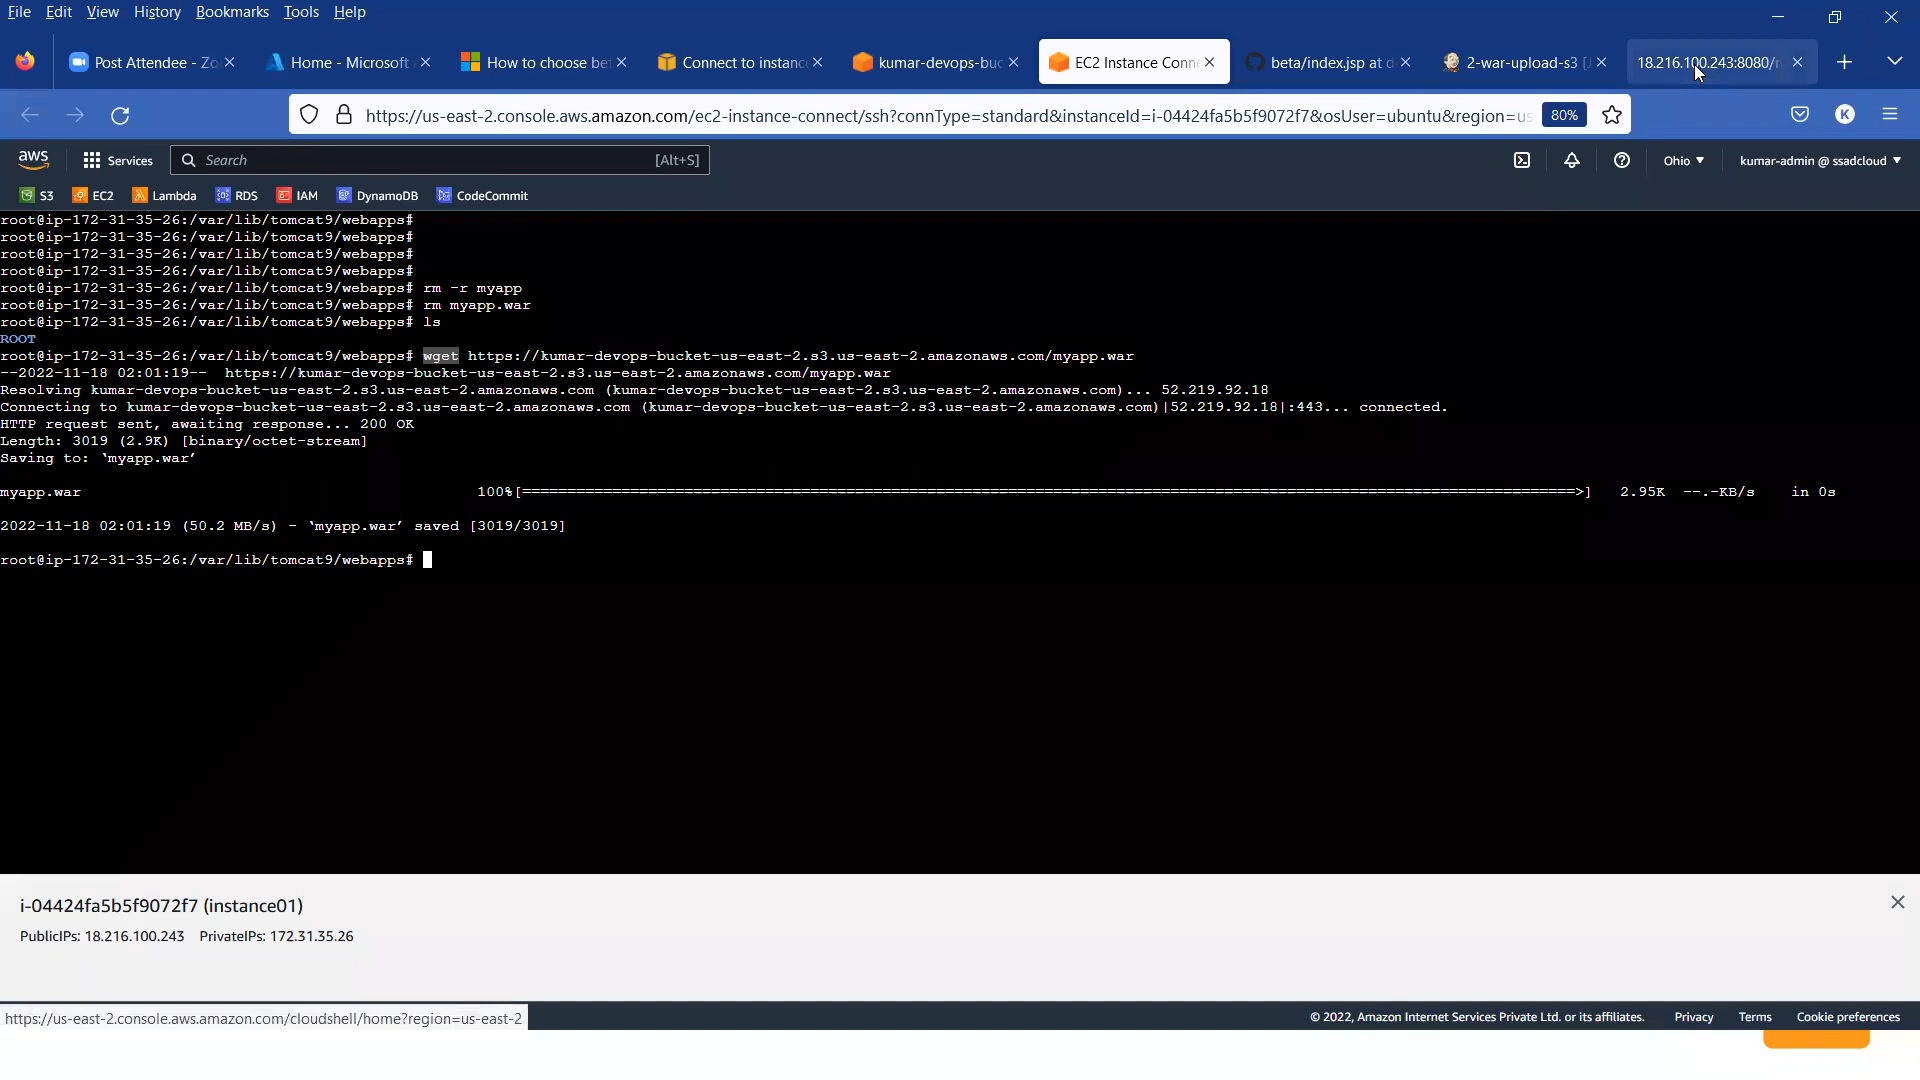 File Edit View History Bookmarks Tools Help
Post Attendee - Zo
Home - Microsoft
How to choose be
Connect to instanc
kumar-devops-buc
EC2 Instance Conn
beta/index.jsp at d
2-war-upload-s3 [J
18.216.100.243:8080/
https://us-east-2.console.aws.amazon.com/ec2-instance-connect/ssh?connType=standard&instanceId=i-04424fa5b5f9072f7&osUser=ubuntu&region=us
80%
K
aws Services Search [Alt+S] Ohio kumar-admin @ ssadcloud
S3 EC2 Lambda RDS IAM DynamoDB CodeCommit
root@ip-172-31-35-26:/var/lib/tomcat9/webapps#
root@ip-172-31-35-26:/var/lib/tomcat9/webapps#
root@ip-172-31-35-26:/var/lib/tomcat9/webapps#
root@ip-172-31-35-26:/var/lib/tomcat9/webapps#
root@ip-172-31-35-26:/var/lib/tomcat9/webapps# rm -r myapp
root@ip-172-31-35-26:/var/lib/tomcat9/webapps# rm myapp.war
root@ip-172-31-35-26:/var/lib/tomcat9/webapps# ls
ROOT
root@ip-172-31-35-26:/var/lib/tomcat9/webapps# wget https://kumar-devops-bucket-us-east-2.s3.us-east-2.amazonaws.com/myapp.war
--2022-11-18 02:01:19-- https://kumar-devops-bucket-us-east-2.s3.us-east-2.amazonaws.com/myapp.war
Resolving kumar-devops-bucket-us-east-2.s3.us-east-2.amazonaws.com (kumar-devops-bucket-us-east-2.s3.us-east-2.amazonaws.com)... 52.219.92.18
Connecting to kumar-devops-bucket-us-east-2.s3.us-east-2.amazonaws.com (kumar-devops-bucket-us-east-2.s3.us-east-2.amazonaws.com)|52.219.92.18|:443... connected.
HTTP request sent, awaiting response... 200 OK
Length: 3019 (2.9K) [binary/octet-stream]
Saving to: ‘myapp.war’
myapp.war 100%[=====================================================================================================================>] 2.95K --.-KB/s in 0s
2022-11-18 02:01:19 (50.2 MB/s) - ‘myapp.war’ saved [3019/3019]
root@ip-172-31-35-26:/var/lib/tomcat9/webapps#
i-04424fa5b5f9072f7 (instance01)
PublicIPs: 18.216.100.243 PrivateIPs: 172.31.35.26
https://us-east-2.console.aws.amazon.com/cloudshell/home?region=us-east-2
© 2022, Amazon Internet Services Private Ltd. or its affiliates. Privacy Terms Cookie preferences